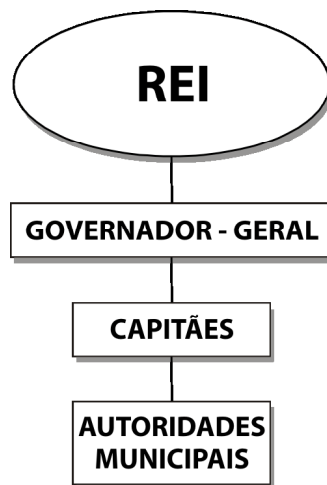 REI
GOVERNADOR - GERAL
CAPITÃES
AUTORIDADES
MUNICIPAIS